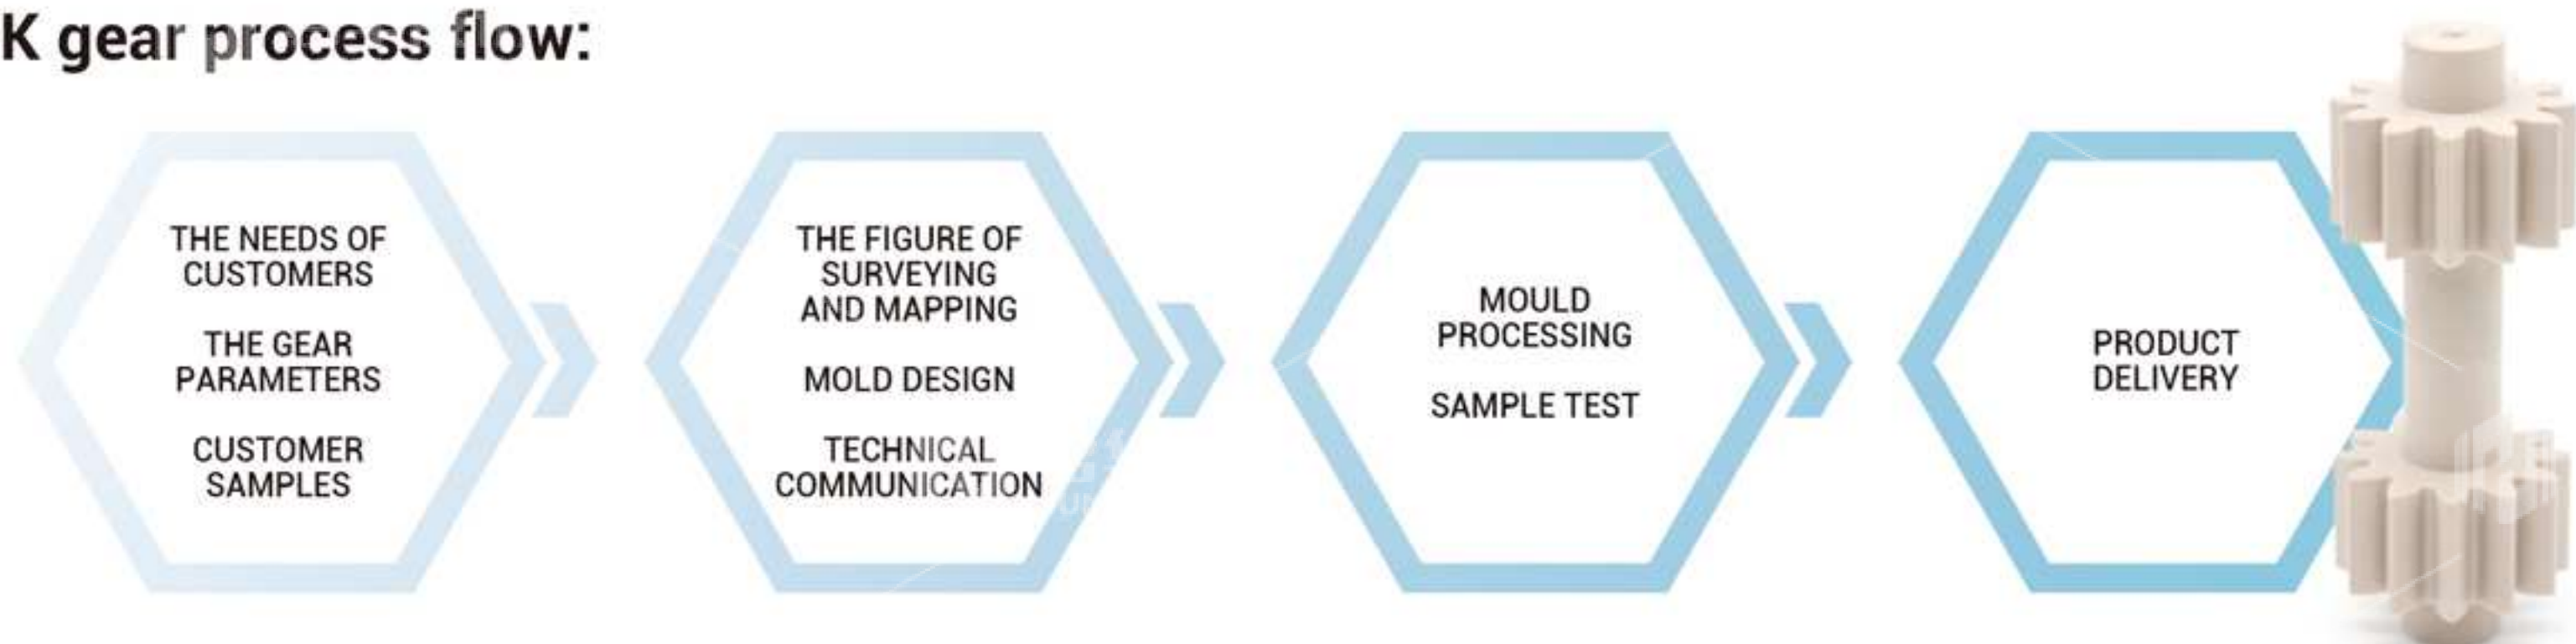 K gear process flow:
THE NEEDS OF
CUSTOMERS
THE GEAR
PARAMETERS
CUSTOMER
SAMPLES
THE FIGURE OF
SURVEYING
AND MAPPING
MOLD DESIGN
TECHNICAL
COMMUNICATION
MOULD
PROCESSING
SAMPLE TEST
PRODUCT
DELIVERY